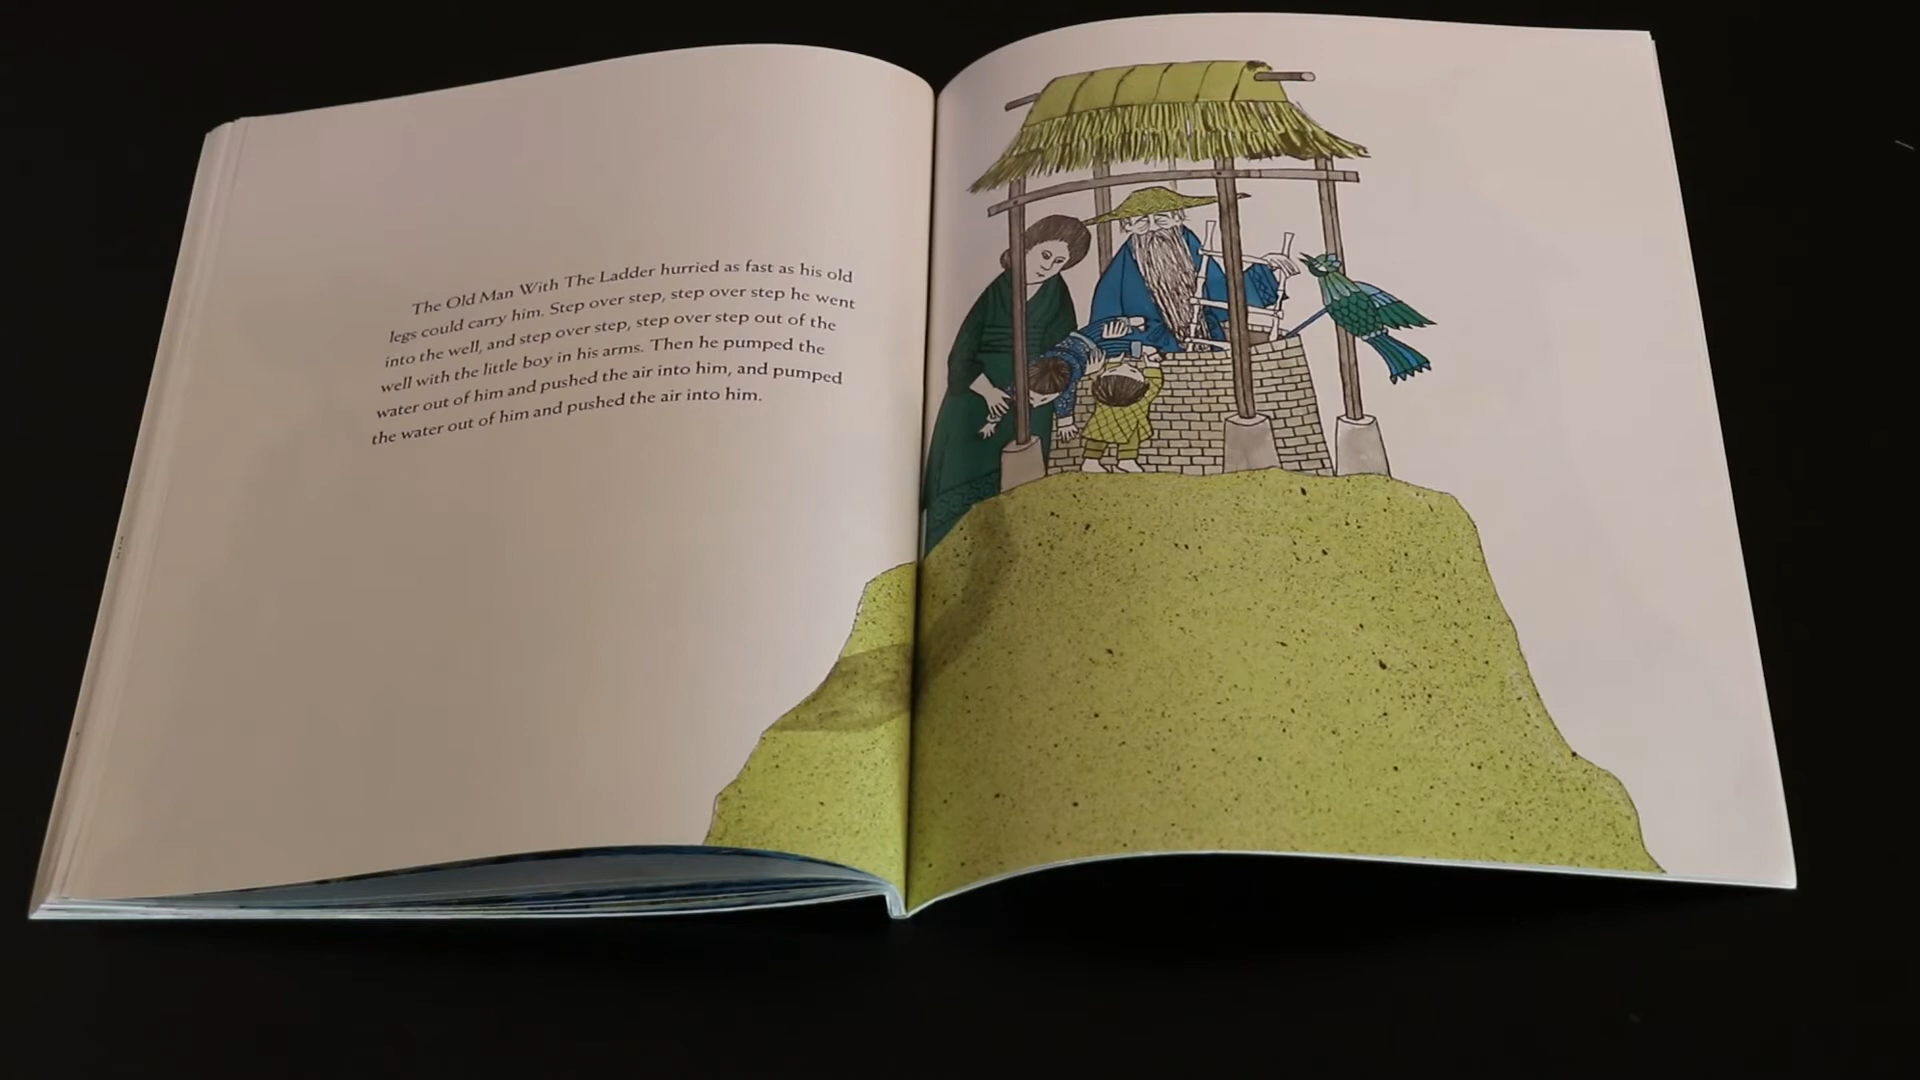 The Old Man With The Ladder hurried as fast as his old
legs could carry him. Step over step, step over step he went
into the well, and step over step, step over step out of the
well with the little boy in his arms. Then he pumped the
water out of him and pushed the air into him, and pumped
the water out of him and pushed the air into him.